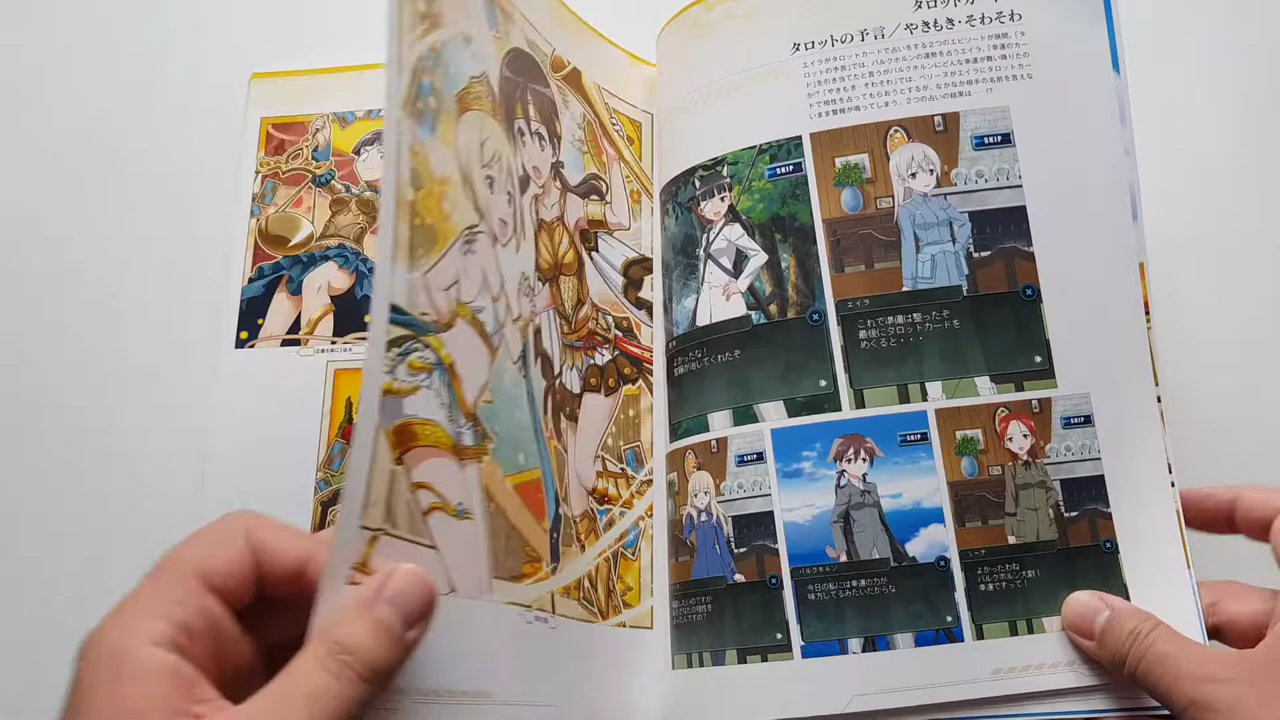 タロットの予言／やきもき・そわそわ
エイラがタロットカードで占いをする2つのエピソードが展開。「タ
ロットの予言」では、バルクホルンの運勢を占うエイラ。「幸運のカー
ド」を引き当てたと言うがバルクホルンにどんな幸運が舞い降りたの
か!? 「やきもき・そわそわ」では、ペリーヌがエイラにタロットカー
ドで相性を占ってもらおうとするが、なかなか相手の名前を言えな
いまま警報が鳴ってしまう。2つの占いの結果は……!?
SKIP
よかったな!
宮藤が治してくれたぞ
SKIP
エイラ
これで準備は整ったぞ
最後にタロットカードを
めくると・・・
SKIP
SKIP
バルクホルン
今日の私には幸運の力が
味方してるみたいだからな
SKIP
ミーナ
よかったわね
バルクホルン大尉!
幸運ですって!